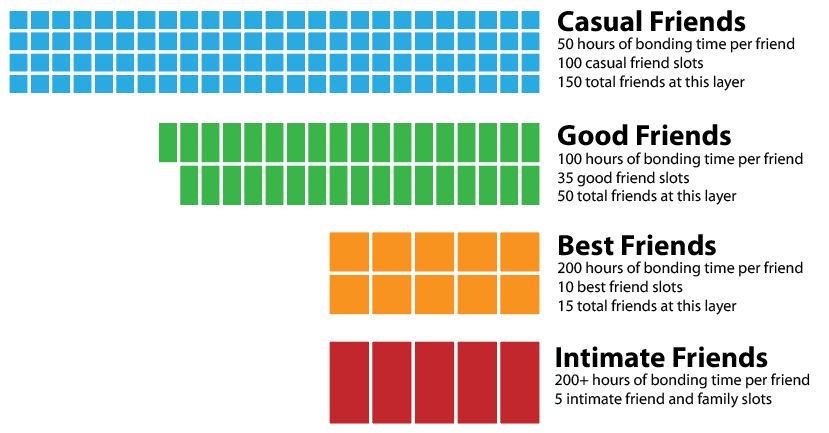 Casual Friends
50 hours of bonding time per friend
100 casual friend slots
150 total friends at this layer
Good Friends
100 hours of bonding time per friend
35 good friend slots
50 total friends at this layer
Best Friends
200 hours of bonding time per friend
10 best friend slots
15 total friends at this layer
Intimate Friends
200+ hours of bonding time per friend
5 intimate friend and family slots